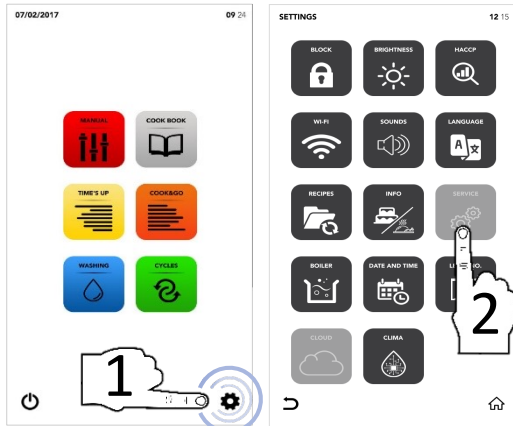 07/02/2017 09 24
MANUAL COOK BOOK
TIME'S UP COOK&GO
WASHING CYCLES
1
SETTINGS 12 15
BLOCK BRIGHTNESS HACCP
WI-FI SOUNDS LANGUAGE
A
RECIPES INFO SERVICE
BOILER DATE AND TIME
2
CLOUD CLIMA